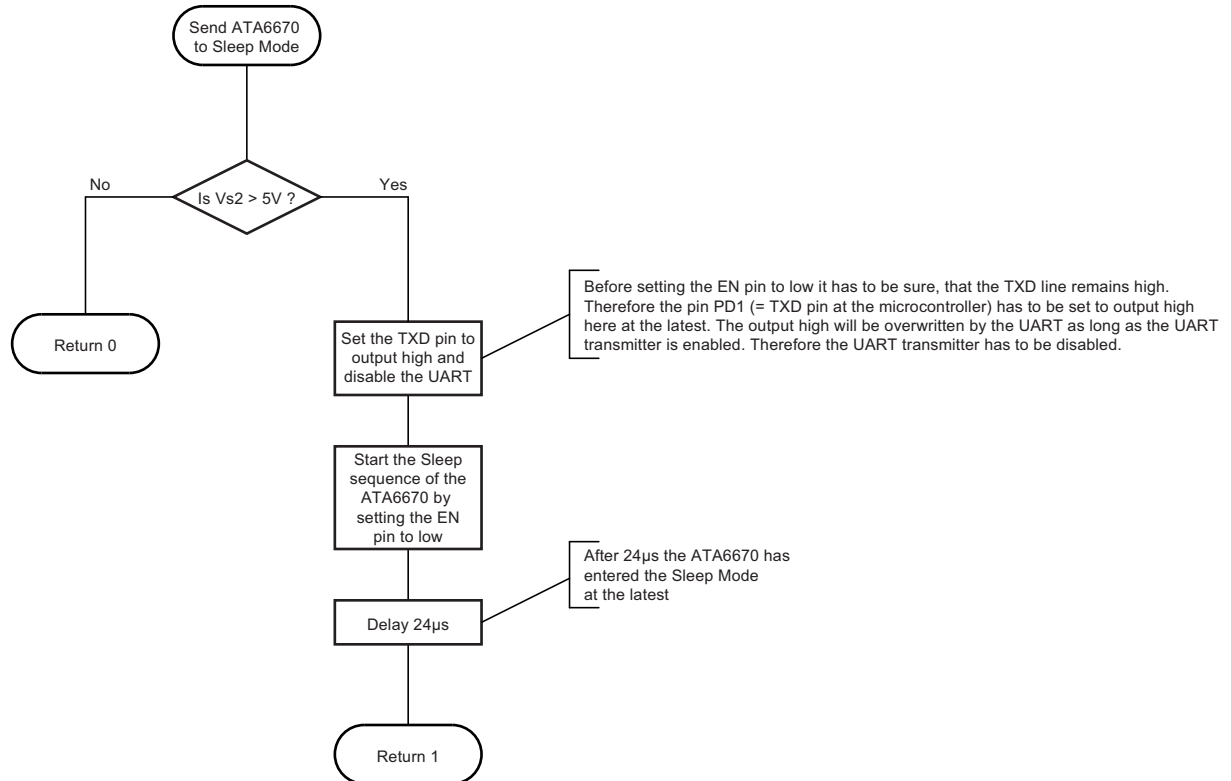 Send ATA6670
to Sleep Mode
No
Is Vs2 > 5V ?
Yes
Return 0
Set the TXD pin to
output high and
disable the UART
Before setting the EN pin to low it has to be sure, that the TXD line remains high.
Therefore the pin PD1 (= TXD pin at the microcontroller) has to be set to output high
here at the latest. The output high will be overwritten by the UART as long as the UART
transmitter is enabled. Therefore the UART transmitter has to be disabled.
Start the Sleep
sequence of the
ATA6670 by
setting the EN
pin to low
After 24µs the ATA6670 has
entered the Sleep Mode
at the latest
Delay 24µs
Return 1